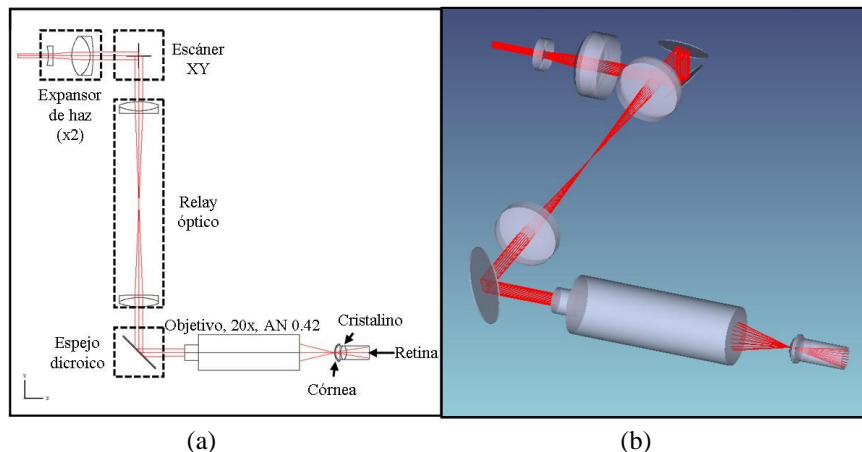 Escáner
XY
Expansor
de haz
(x2)
Relay
óptico
Espejo
dicroico
Objetivo, 20x, AN 0.42
Cristalino
Retina
Córnea
Y
Z
(a)
(b)